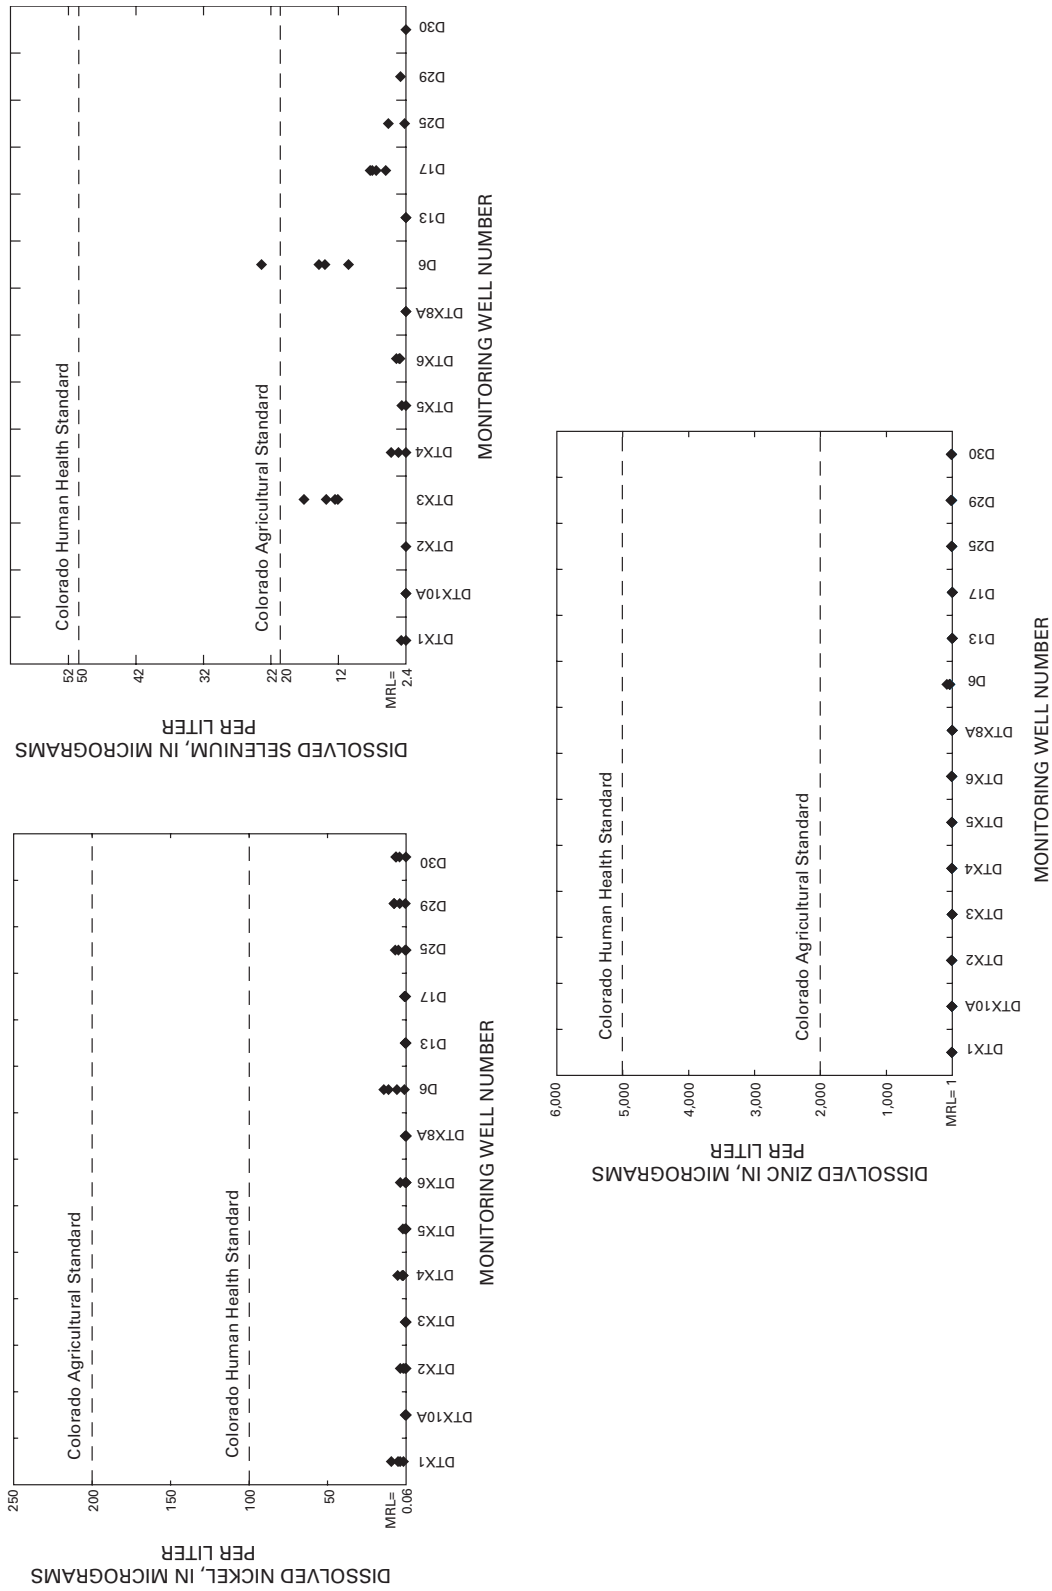 DISSOLVED NICKEL, IN MICROGRAMS
PER LITER
250
200
150
100
50
MRL=
0.06
Colorado Agricultural Standard
Colorado Human Health Standard
DTX1
DTX10A
DTX2
DTX3
DTX4
DTX5
DTX6
DTX8A
D6
D13
D17
D25
D29
D30
MONITORING WELL NUMBER
DISSOLVED SELENIUM, IN MICROGRAMS
PER LITER
52
50
42
32
22
20
12
MRL=
2.4
Colorado Human Health Standard
Colorado Agricultural Standard
DTX1
DTX10A
DTX2
DTX3
DTX4
DTX5
DTX6
DTX8A
D6
D13
D17
D25
D29
D30
MONITORING WELL NUMBER
DISSOLVED ZINC IN, MICROGRAMS
PER LITER
6,000
5,000
4,000
3,000
2,000
1,000
MRL= 1
Colorado Human Health Standard
Colorado Agricultural Standard
DTX1
DTX10A
DTX2
DTX3
DTX4
DTX5
DTX6
DTX8A
D6
D13
D17
D25
D29
D30
MONITORING WELL NUMBER